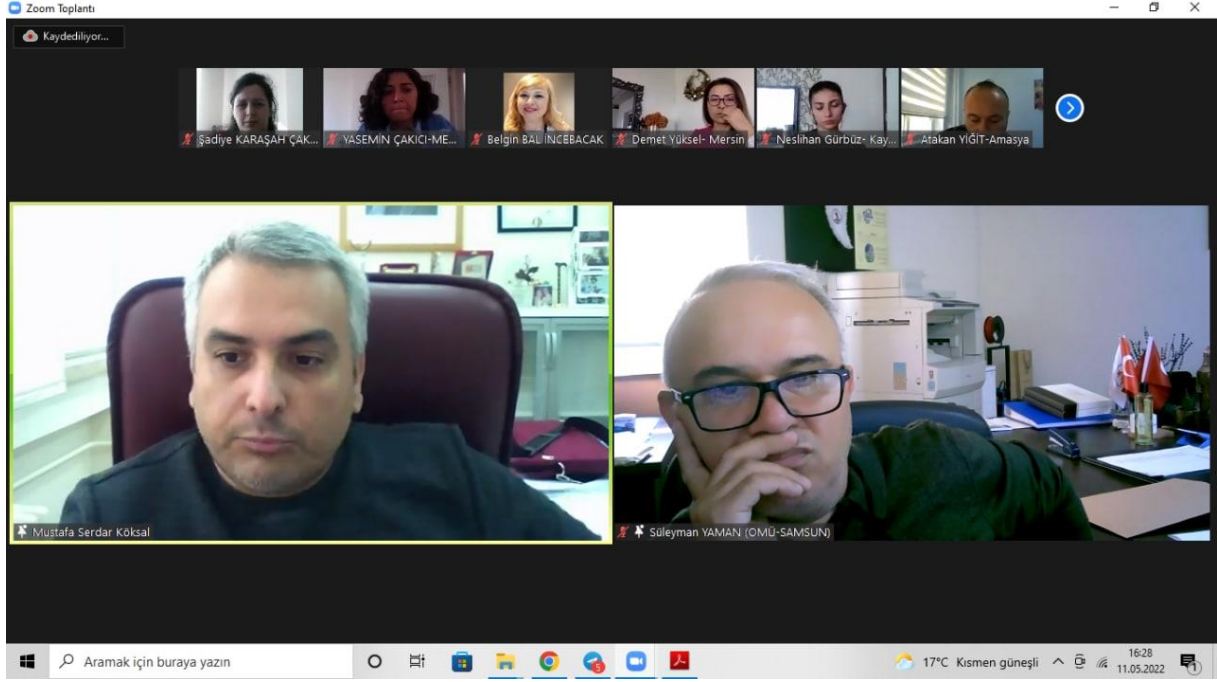 Zoom Toplantı
Kaydediliyor...
Şadiye KARAŞAH ÇAK...
YASEMİN ÇAKICI-ME...
Belgin BAL İNCEBACAK
Demet Yüksel- Mersin
Neslihan Gürbüz- Kay...
Atakan YİĞİT-Amasya
Mustafa Serdar Köksal
Süleyman YAMAN (OMÜ-SAMSUN)
Aramak için buraya yazın
5
17°C Kısmen güneşli
16:28
11.05.2022
1